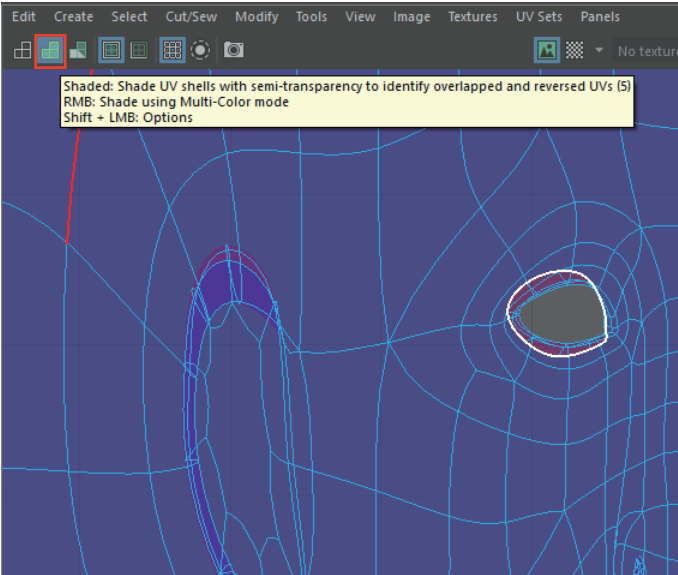 Edit Create Select Cut/Sew Modify Tools View Image Textures UV Sets Panels
No texture
Shaded: Shade UV shells with semi-transparency to identify overlapped and reversed UVs (5)
RMB: Shade using Multi-Color mode
Shift + LMB: Options